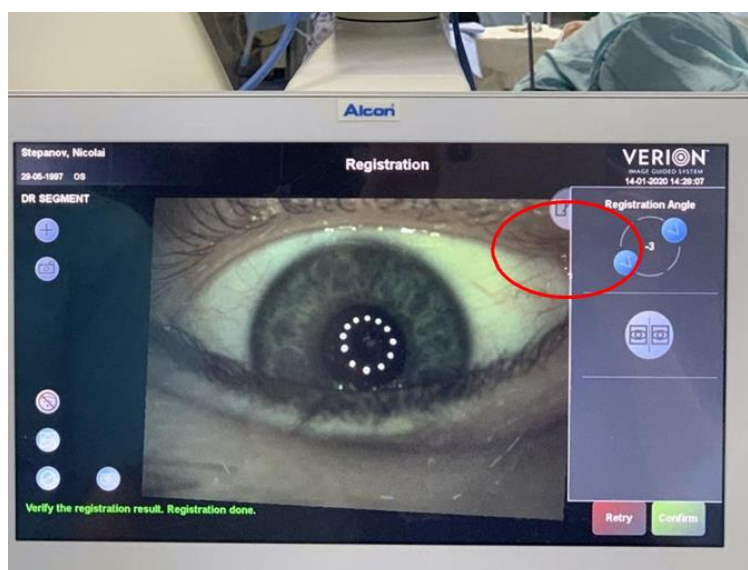 Alcon
Stepanov, Nicolai
29-05-1997 OS
Registration
VERION
IMAGE GUIDED SYSTEM
14-01-2020 14:29:07
DR SEGMENT
Registration Angle
-3
Verify the registration result. Registration done.
Retry
Confirm